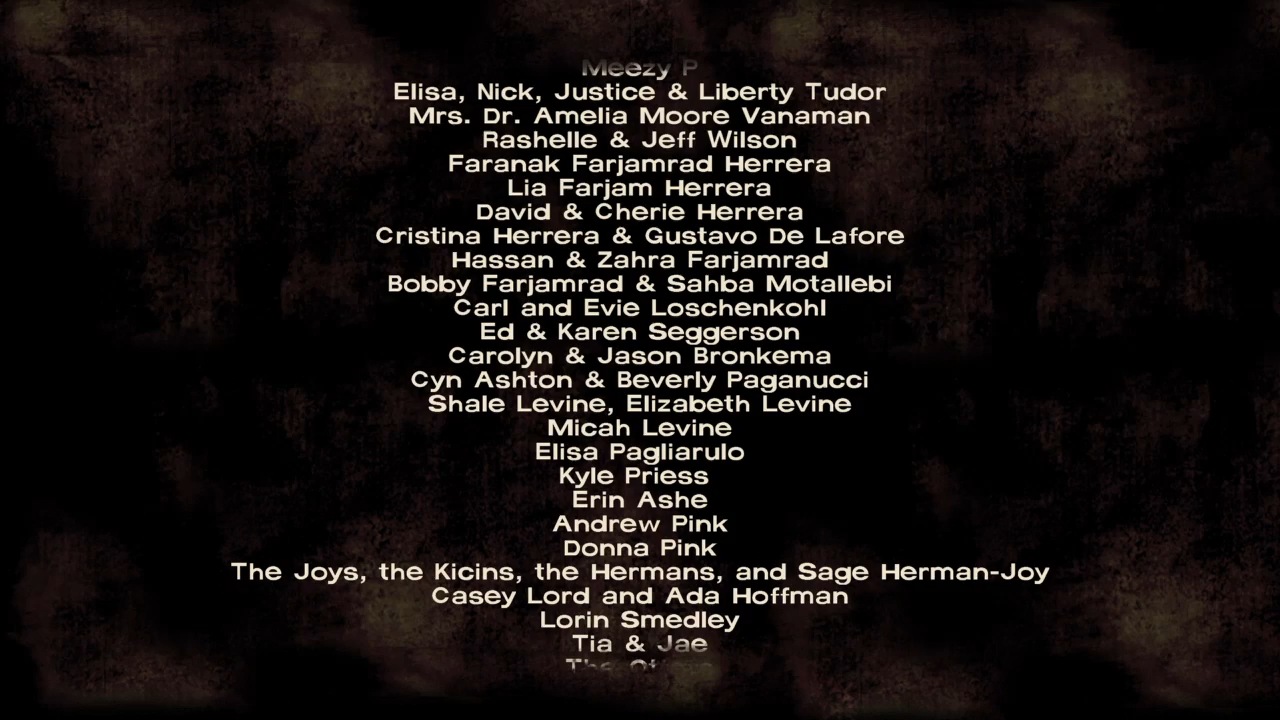 Meezy P
Elisa, Nick, Justice & Liberty Tudor
Mrs. Dr. Amelia Moore Vanaman
Rashelle & Jeff Wilson
Faranak Farjamrad Herrera
Lia Farjam Herrera
David & Cherie Herrera
Cristina Herrera & Gustavo De Lafore
Hassan & Zahra Farjamrad
Bobby Farjamrad & Sahba Motallebi
Carl and Evie Loschenkohl
Ed & Karen Seggerson
Carolyn & Jason Bronkema
Cyn Ashton & Beverly Paganucci
Shale Levine, Elizabeth Levine
Micah Levine
Elisa Pagliarulo
Kyle Priess
Erin Ashe
Andrew Pink
Donna Pink
The Joys, the Kicins, the Hermans, and Sage Herman-Joy
Casey Lord and Ada Hoffman
Lorin Smedley
Tia & Jae
The